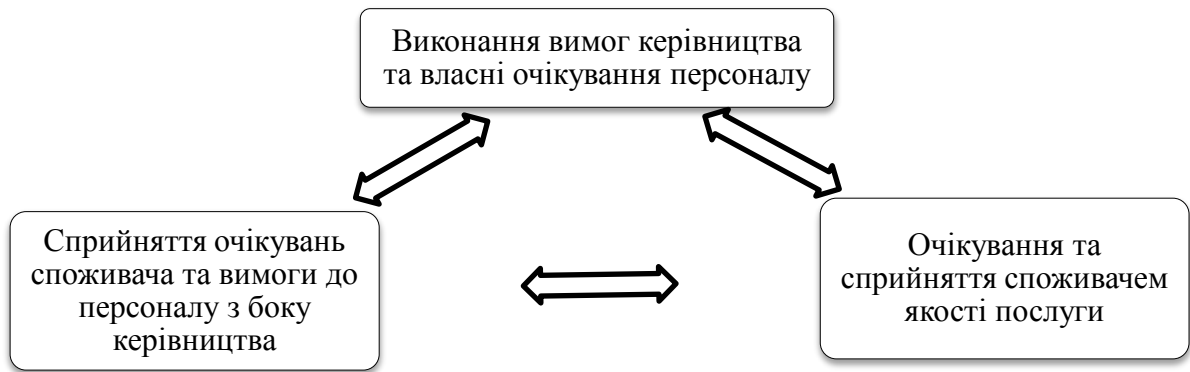 Виконання вимог керівництва
та власні очікування персоналу
Сприйняття очікувань
споживача та вимоги до
персоналу з боку
керівництва
Очікування та
сприйняття споживачем
якості послуги